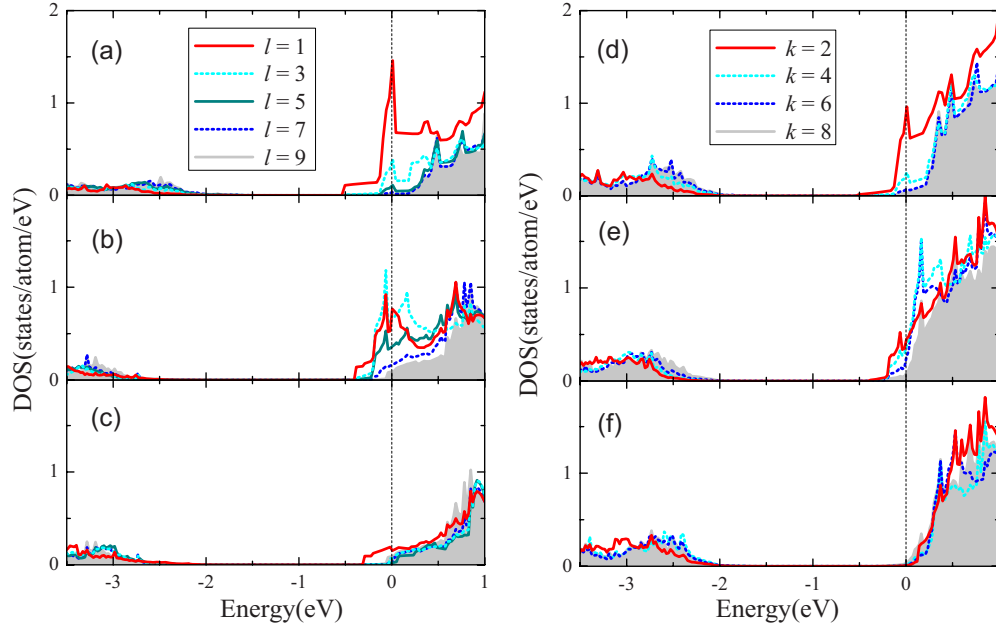 2
(a)
l = 1
l = 3
l = 5
l = 7
l = 9
1
0
(b)
1
0
(c)
1
0
-3
-2
-1
0
1
Energy(eV)
DOS(states/atom/eV)
2
(d)
k = 2
k = 4
k = 6
k = 8
1
0
(e)
1
0
(f)
1
0
-3
-2
-1
0
Energy(eV)
DOS(states/atom/eV)